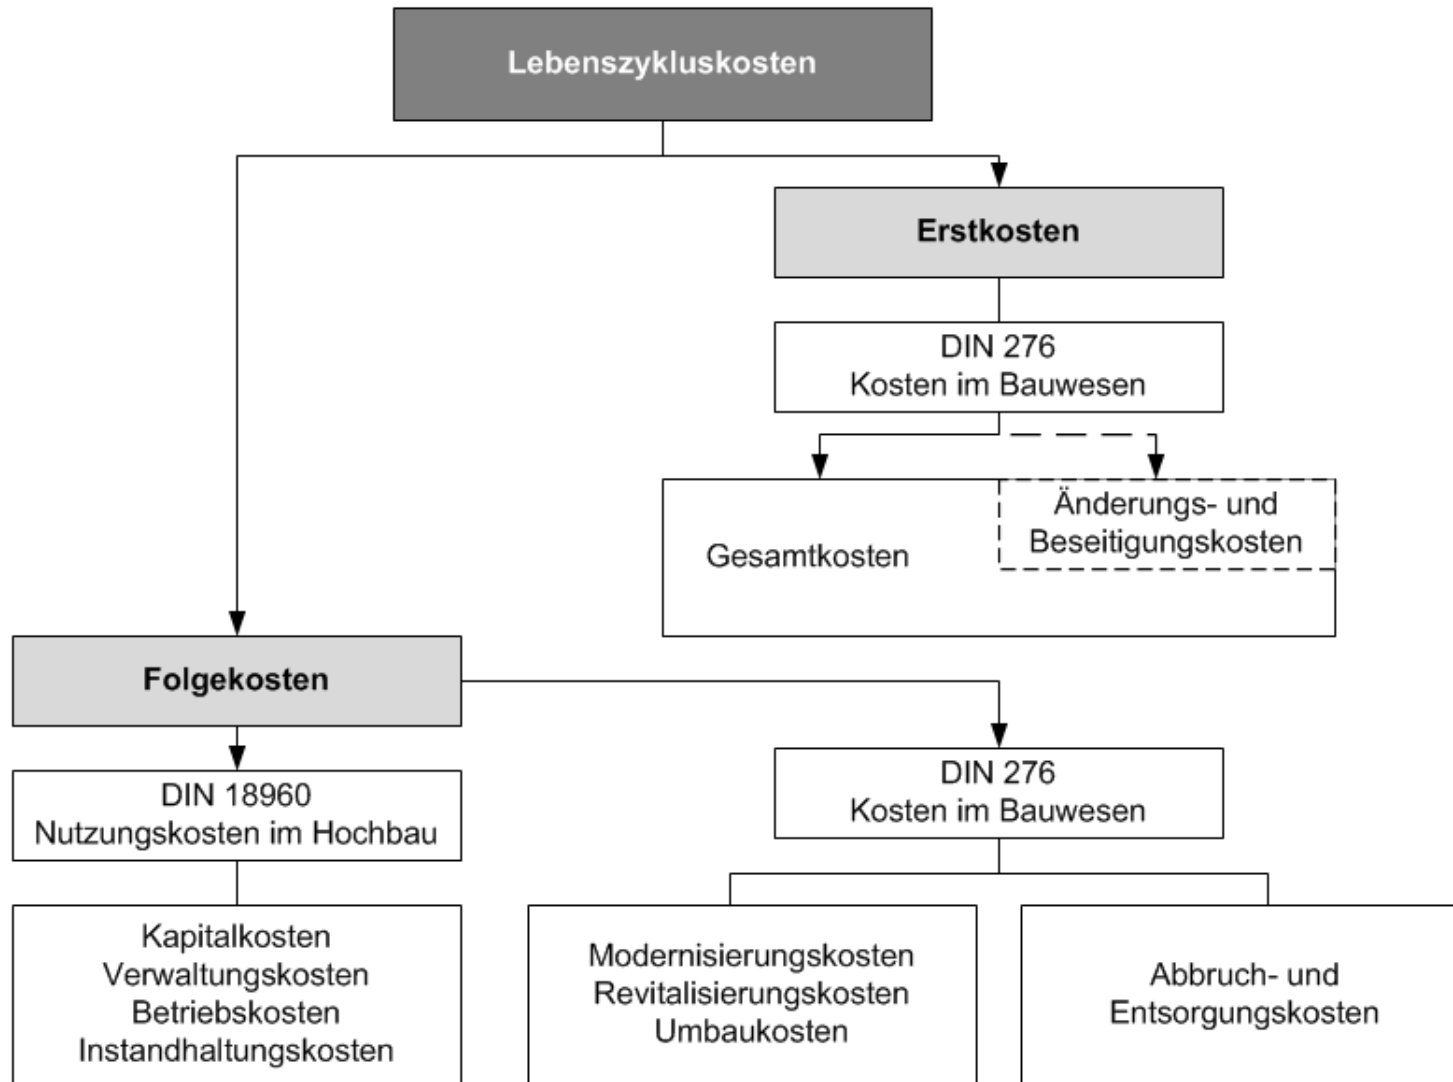 Lebenszykluskosten
Erstkosten
DIN 276
Kosten im Bauwesen
Gesamtkosten
Änderungs- und
Beseitigungskosten
Folgekosten
DIN 18960
Nutzungskosten im Hochbau
Kapitalkosten
Verwaltungskosten
Betriebskosten
Instandhaltungskosten
DIN 276
Kosten im Bauwesen
Modernisierungskosten
Revitalisierungskosten
Umbaukosten
Abbruch- und
Entsorgungskosten